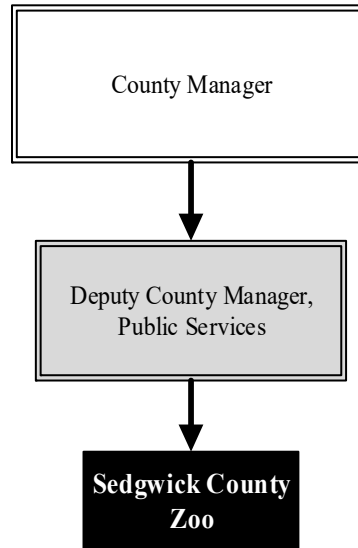 County Manager
Deputy County Manager,
Public Services
Sedgwick County
Zoo